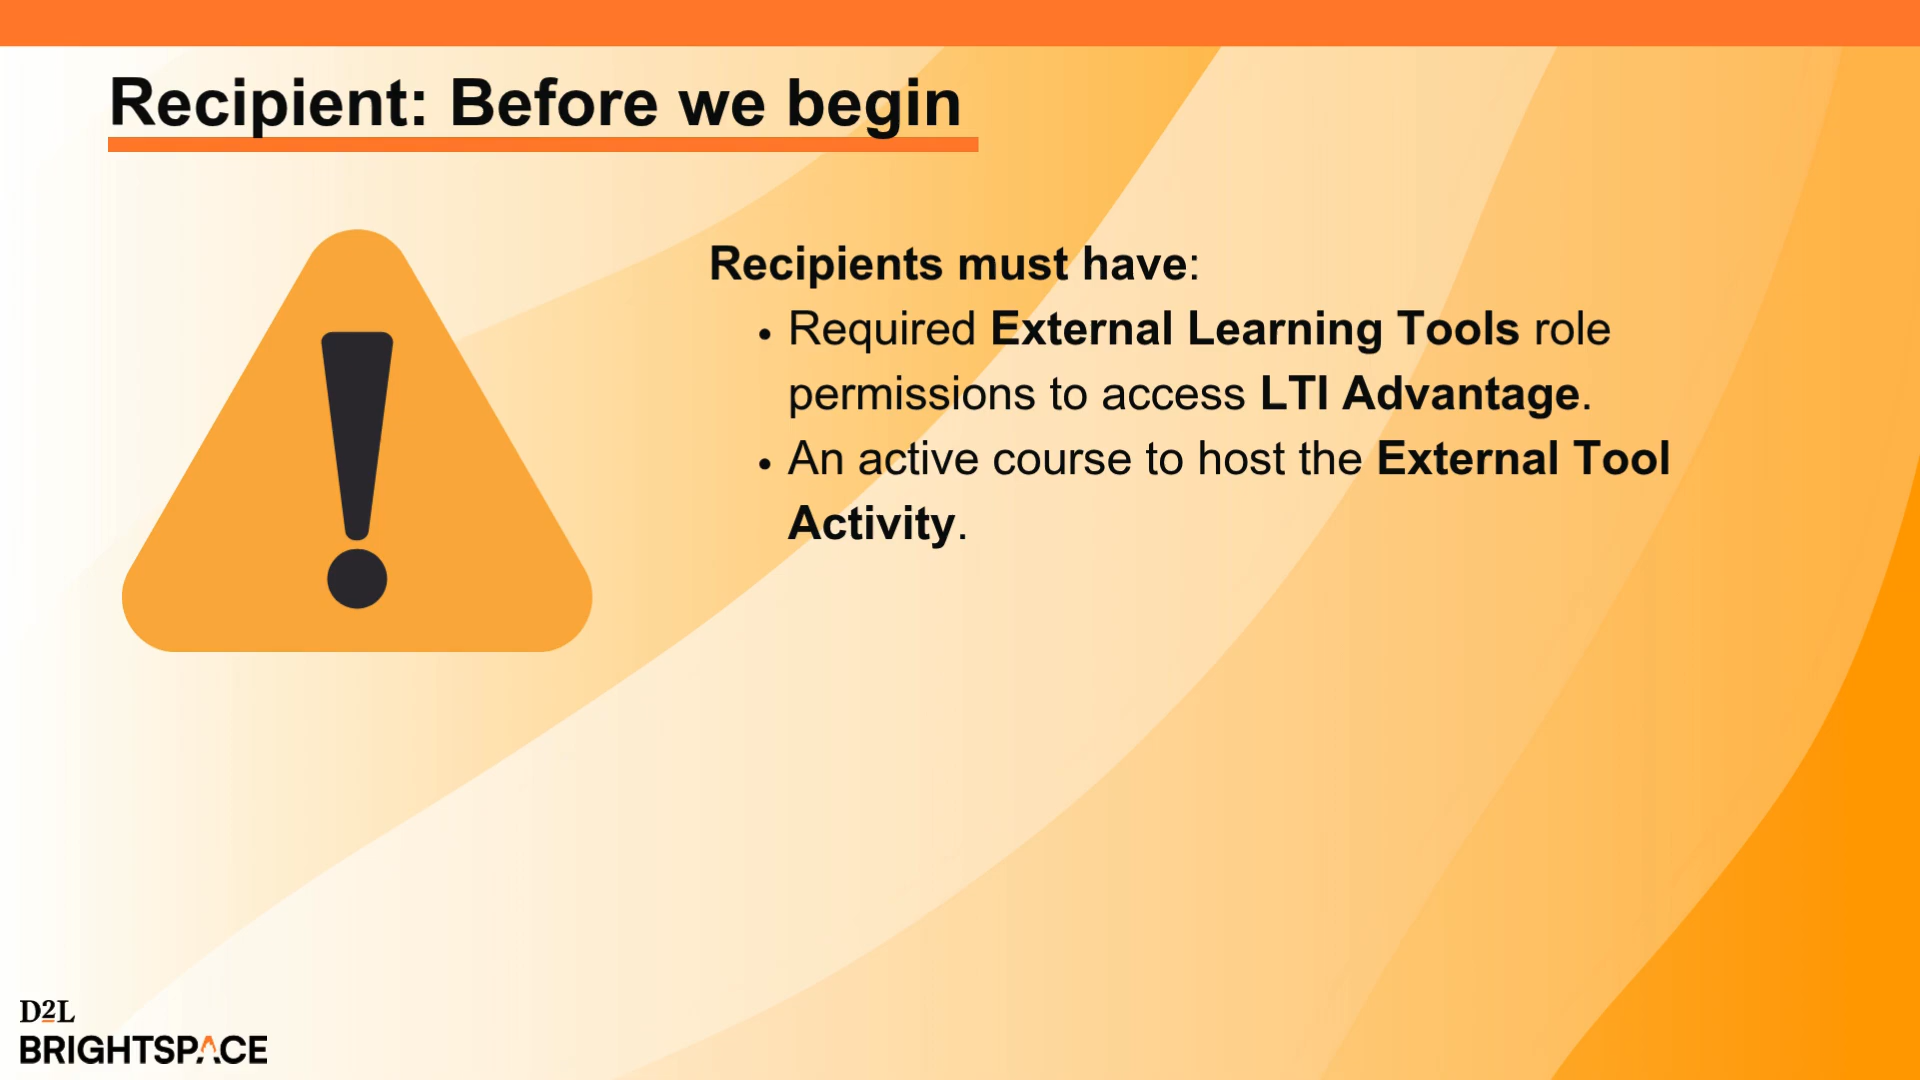 Recipient: Before we begin
Recipients must have:
• Required External Learning Tools role
permissions to access LTI Advantage.
• An active course to host the External Tool
Activity.
D2L
BRIGHTSPACE